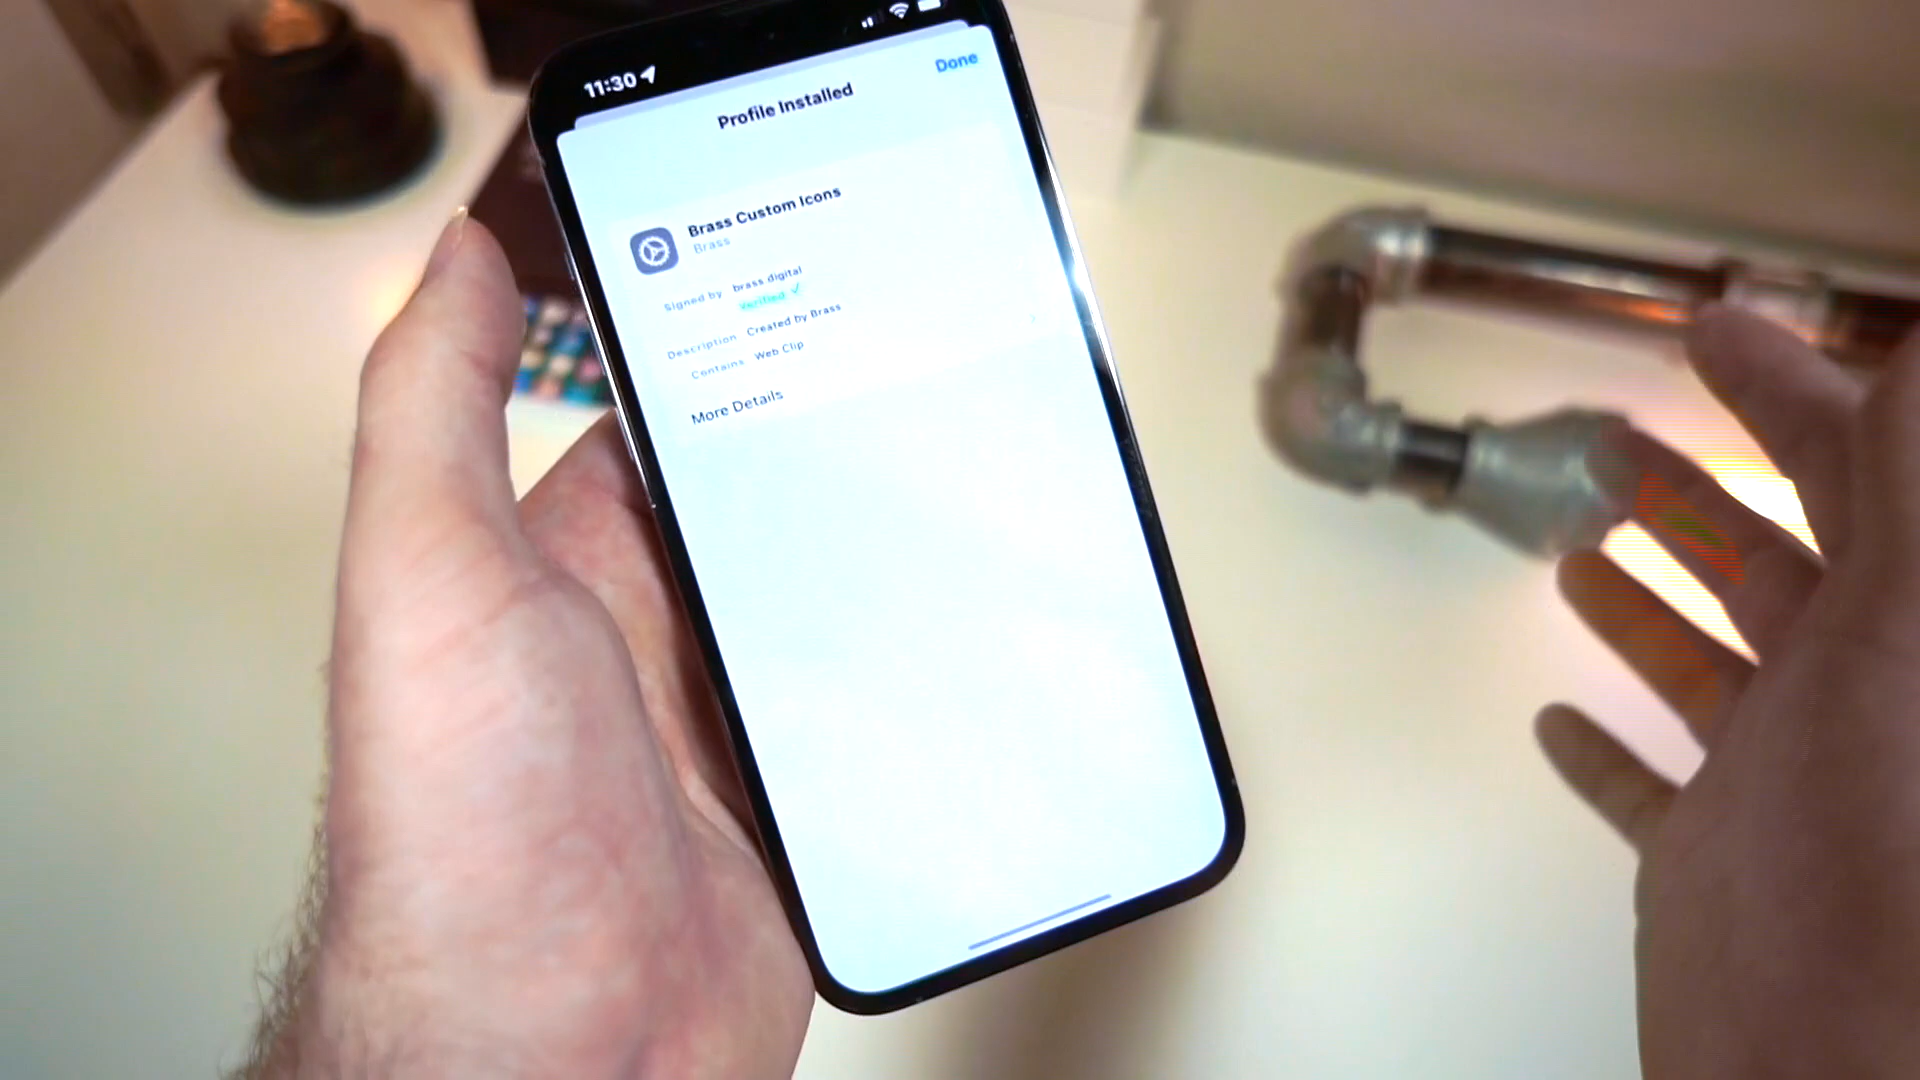 11:30
Done
Profile Installed
Brass Custom Icons
Brass
Signed by brass digital
Verified ✓
Description Created by Brass
Contains Web Clip
More Details